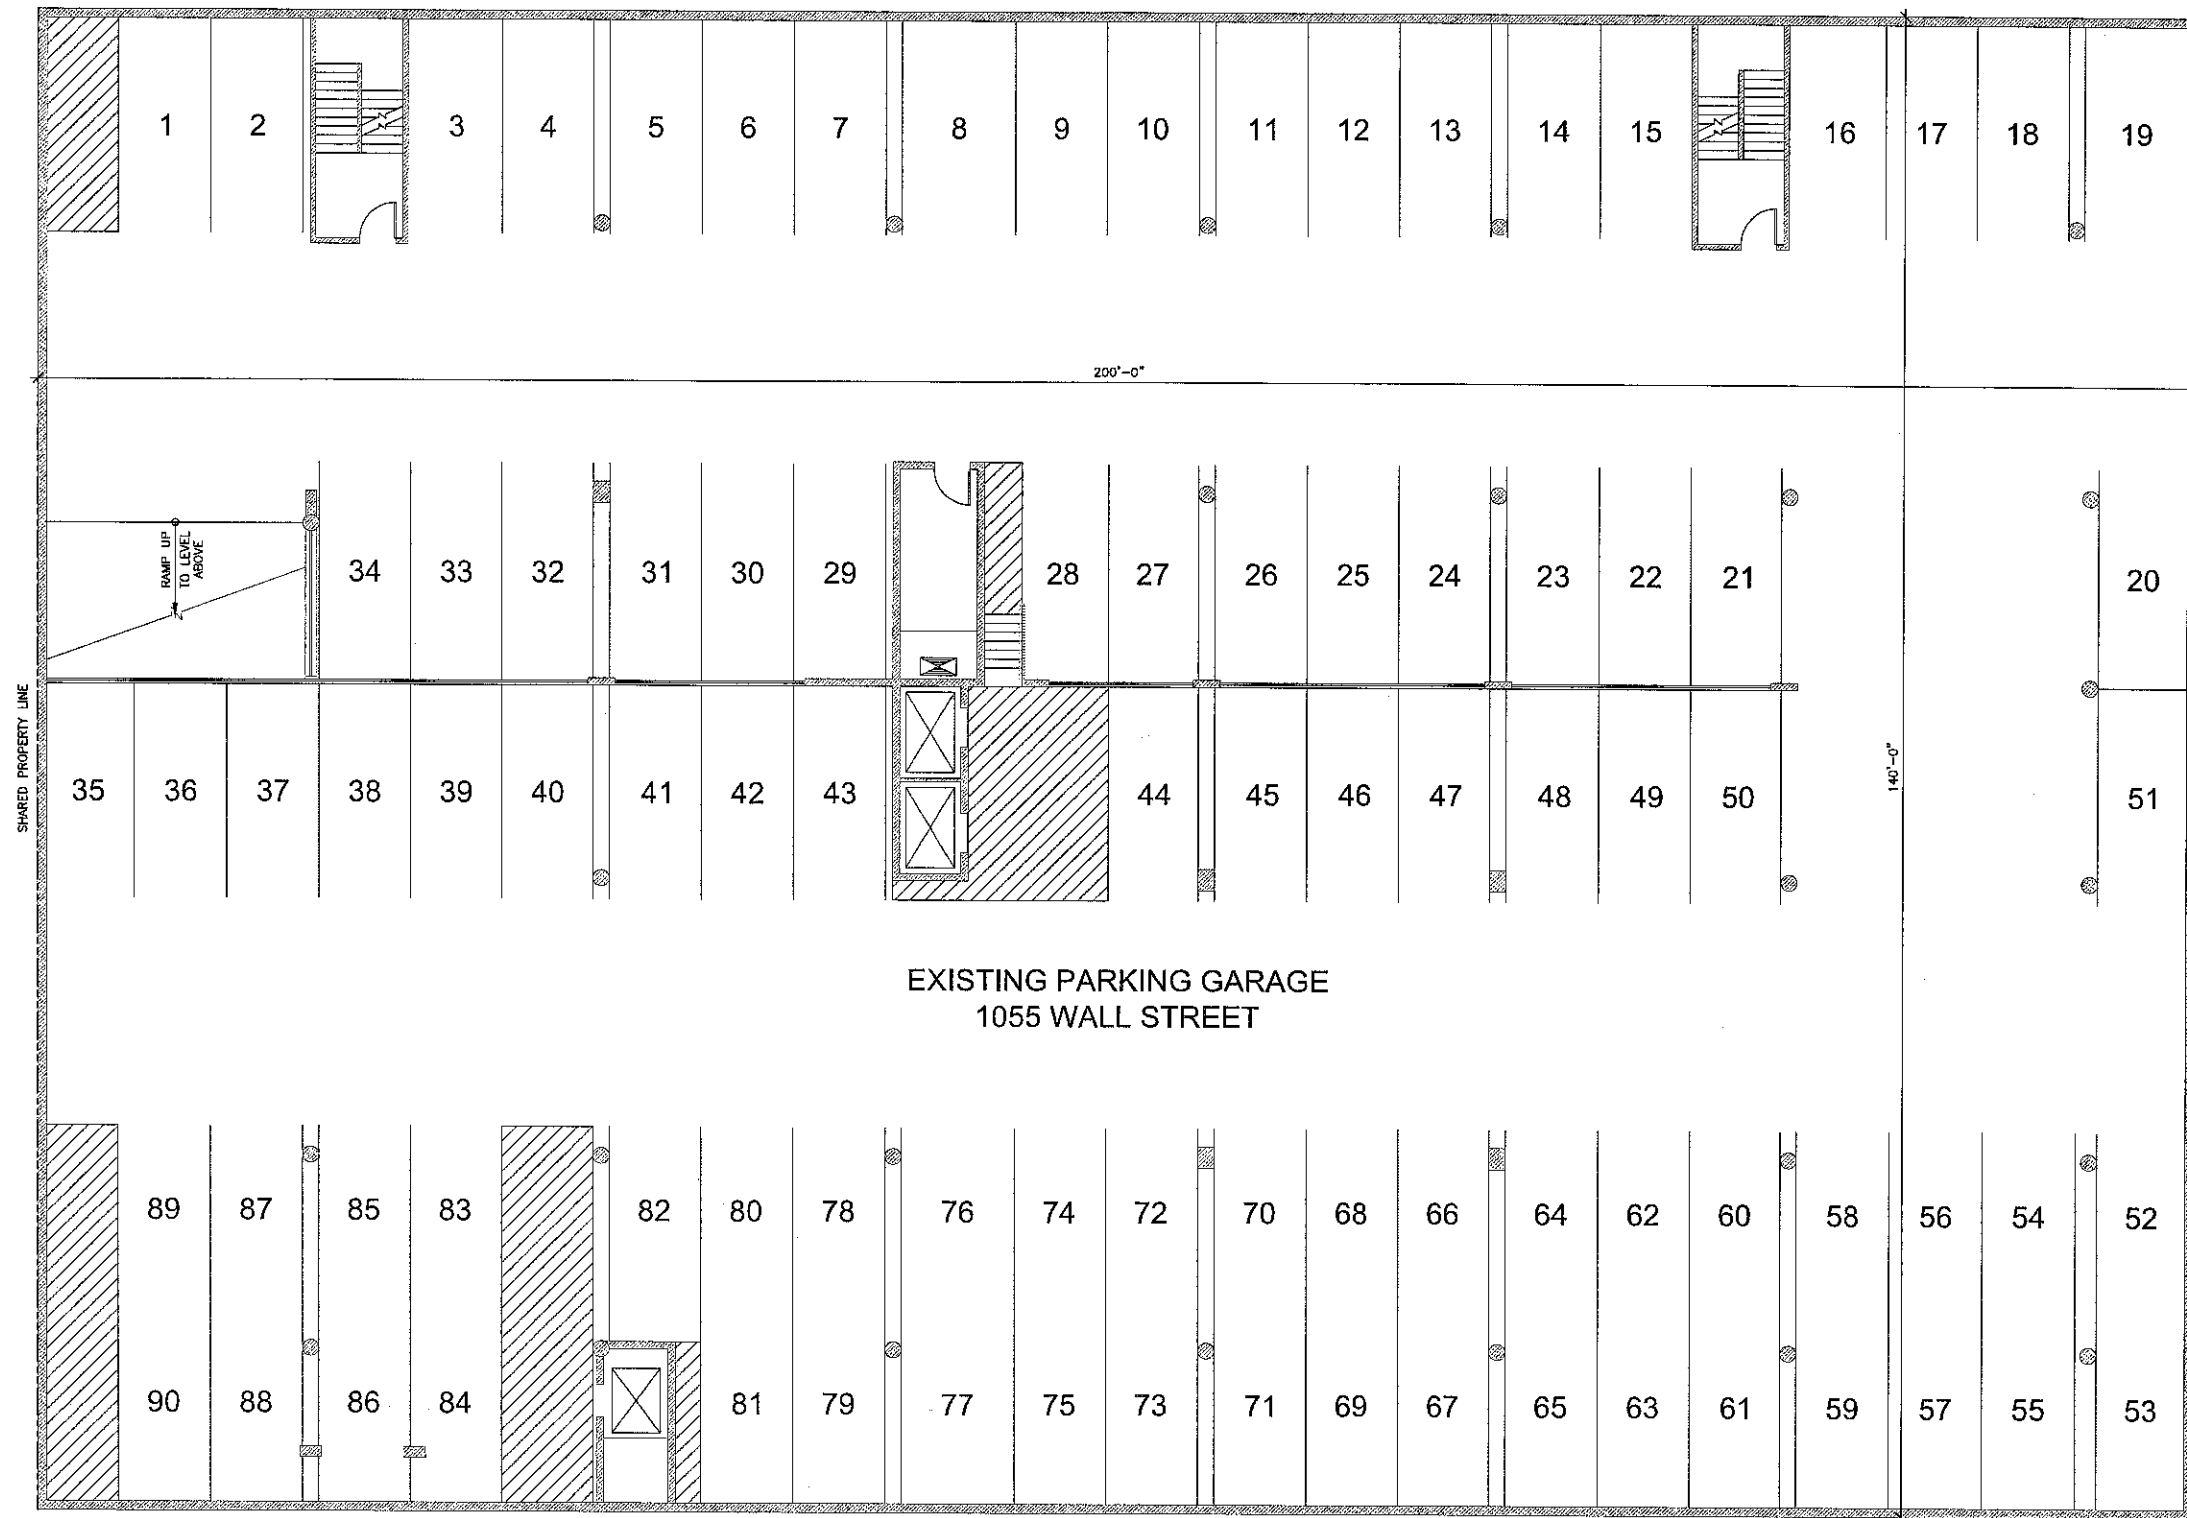 1 2 3 4 5 6 7 8 9 10 11 12 13 14 15 16 17 18 19
200'-0"
RAMP UP
TO LEVEL
ABOVE
34 33 32 31 30 29 28 27 26 25 24 23 22 21 20
SHARED PROPERTY LINE
35 36 37 38 39 40 41 42 43 44 45 46 47 48 49 50 51
140'-0"
EXISTING PARKING GARAGE
1055 WALL STREET
89 87 85 83 82 80 78 76 74 72 70 68 66 64 62 60 58 56 54 52
90 88 86 84 81 79 77 75 73 71 69 67 65 63 61 59 57 55 53